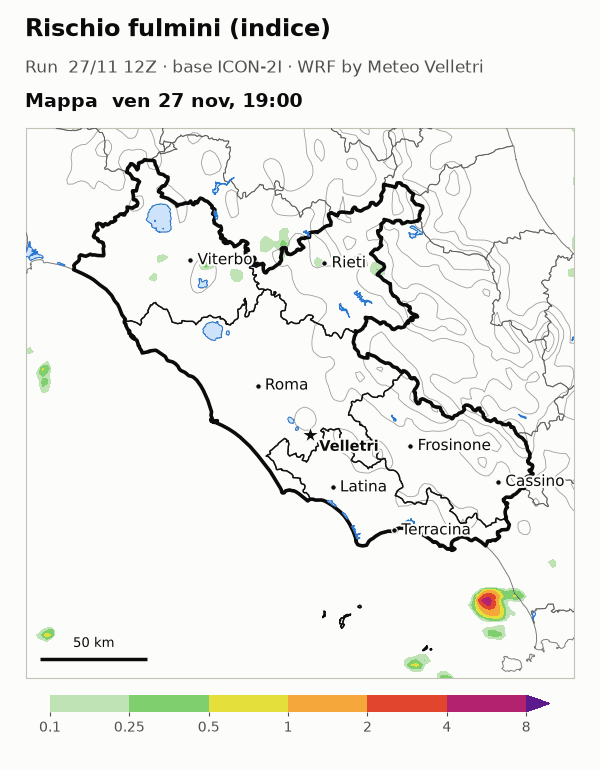 Rischio fulmini (indice)
Run  27/11 12Z · base ICON-2I · WRF by Meteo Velletri
Mappa  ven 27 nov, 19:00
Viterbo
Rieti
Roma
Velletri
Frosinone
Cassino
Latina
Terracina
50 km
0.1 0.25 0.5 1 2 4 8